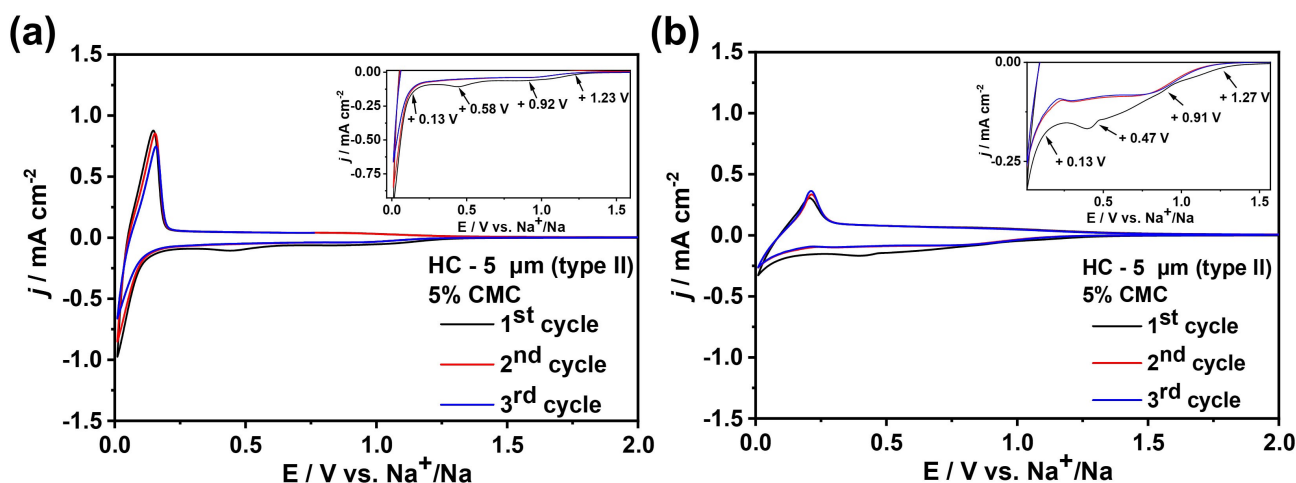 (a)
1.5
1.0
0.5
0.0
-0.5
-1.0
-1.5
j / mA cm⁻²
0.0
0.5
1.0
1.5
2.0
E / V vs. Na⁺/Na
HC - 5 µm (type II)
5% CMC
1ˢᵗ cycle
2ⁿᵈ cycle
3ʳᵈ cycle
0.00
-0.25
-0.50
-0.75
j / mA cm⁻²
+ 0.13 V
+ 0.58 V
+ 0.92 V
+ 1.23 V
0.0
0.5
1.0
1.5
E / V vs. Na⁺/Na
(b)
1.5
1.0
0.5
0.0
-0.5
-1.0
-1.5
j / mA cm⁻²
0.0
0.5
1.0
1.5
2.0
E / V vs. Na⁺/Na
HC - 5 µm (type II)
5% CMC
1ˢᵗ cycle
2ⁿᵈ cycle
3ʳᵈ cycle
0.00
-0.25
j / mA cm⁻²
+ 0.13 V
+ 0.47 V
+ 0.91 V
+ 1.27 V
0.5
1.0
1.5
E / V vs. Na⁺/Na